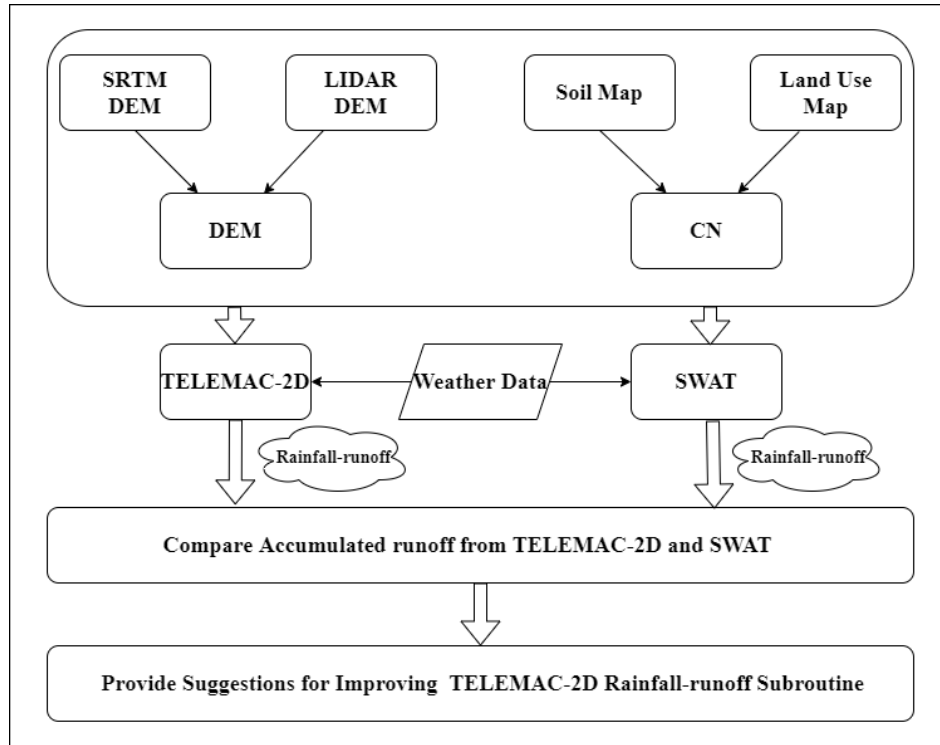 SRTM
DEM
LIDAR
DEM
Soil Map
Land Use
Map
DEM
CN
TELEMAC-2D
Weather Data
SWAT
Rainfall-runoff
Rainfall-runoff
Compare Accumulated runoff from TELEMAC-2D and SWAT
Provide Suggestions for Improving TELEMAC-2D Rainfall-runoff Subroutine